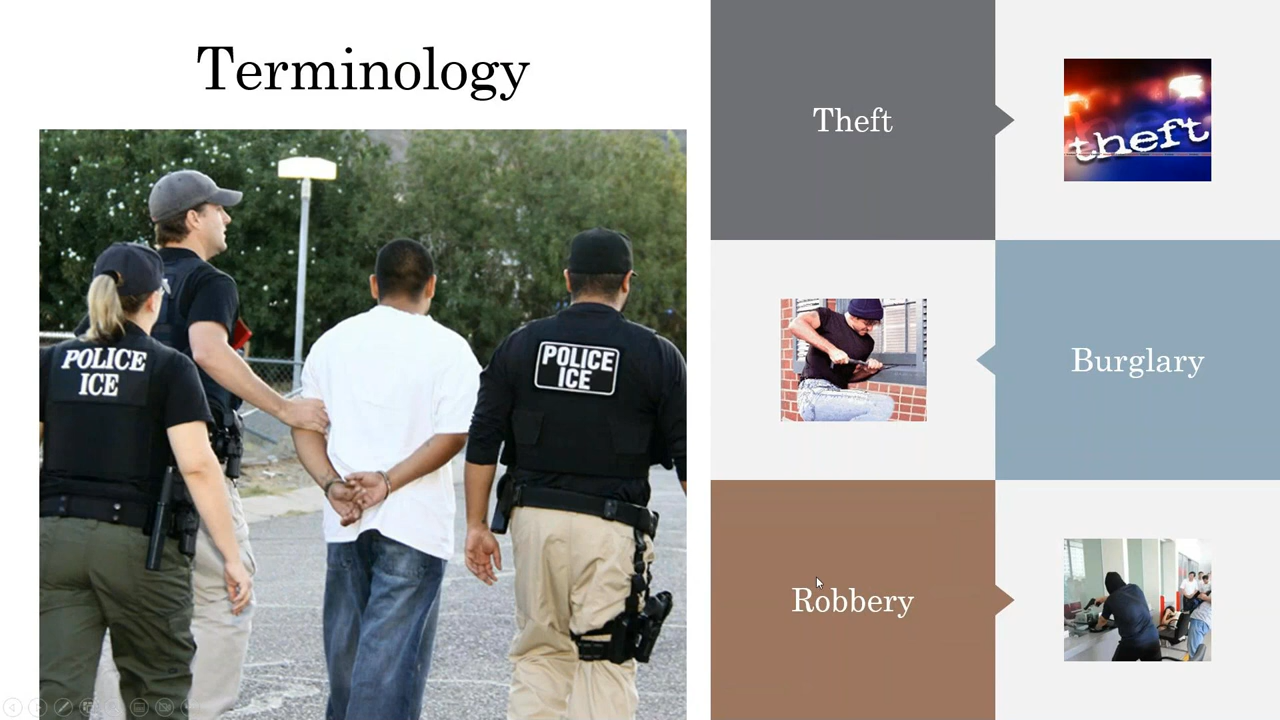 Terminology
POLICE
ICE
POLICE
ICE
Theft
theft
Burglary
Robbery